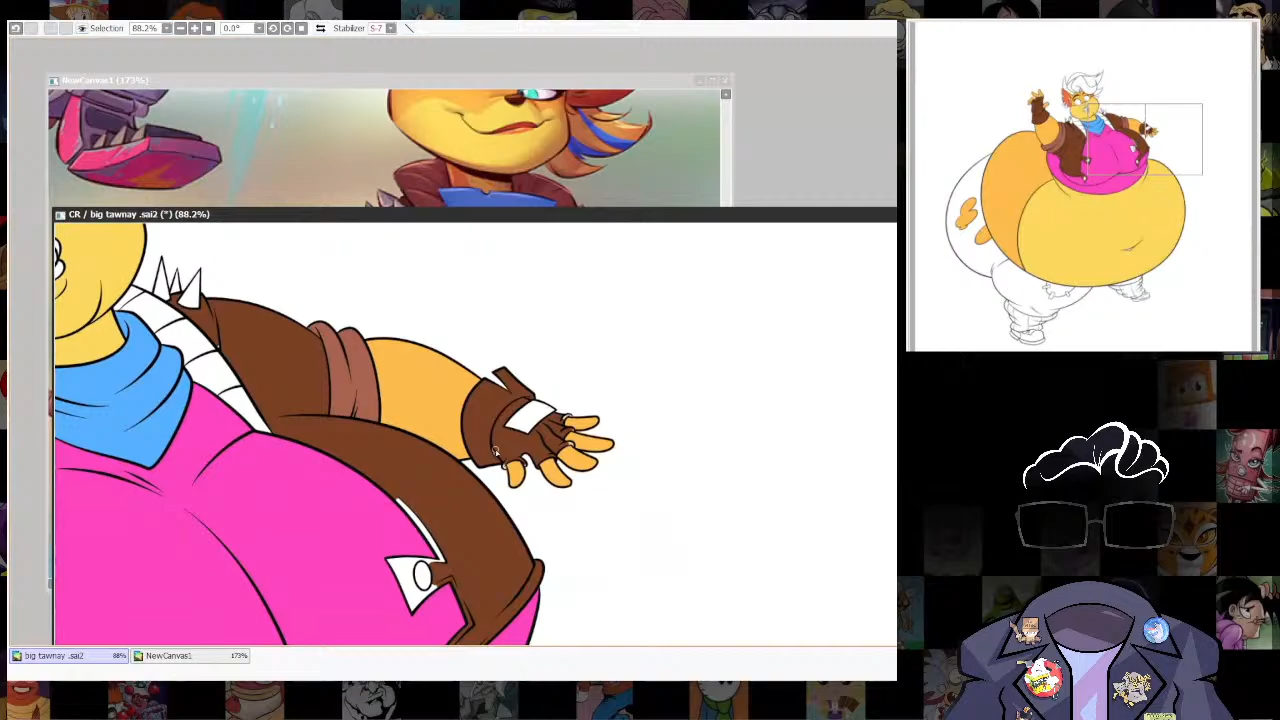 Selection 88.2% 0.0° Stabilizer S-7
NewCanvas1 (173%)
CR / big tawnay .sai2 (*) (88.2%)
big tawnay .sai2 88% NewCanvas1 173%